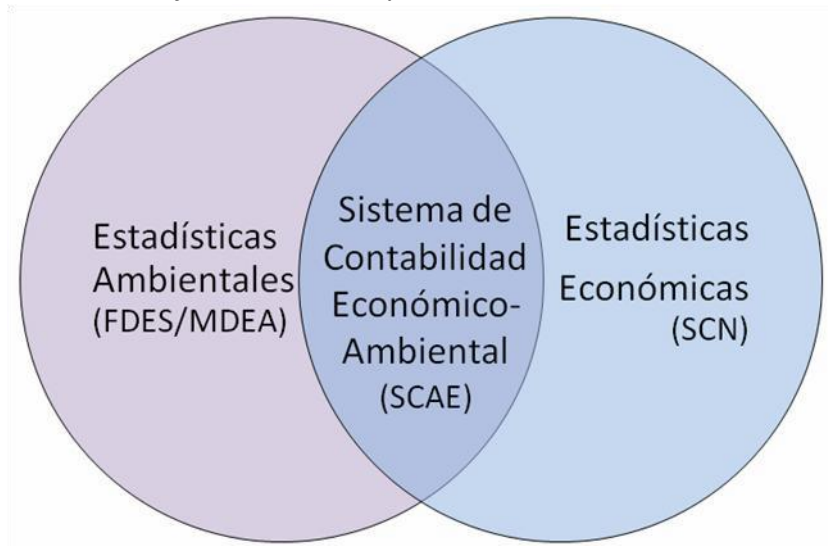 Estadísticas
Ambientales
(FDES/MDEA)
Sistema de
Contabilidad
Económico-
Ambiental
(SCAE)
Estadísticas
Económicas
(SCN)